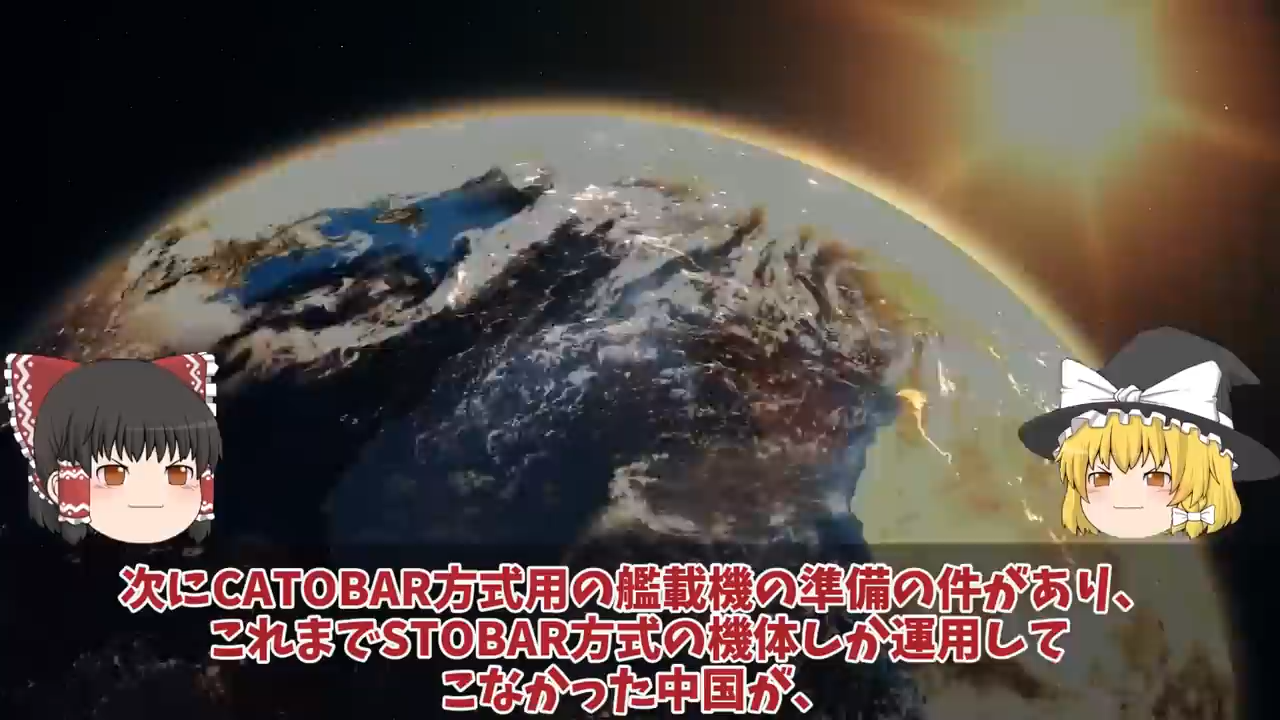 次にCATOBAR方式用の艦載機の準備の件があり、
これまでSTOBAR方式の機体しか運用して
こなかった中国が、